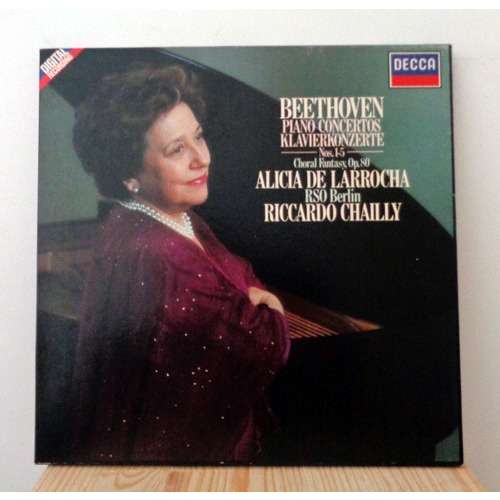 DIGITAL
RECORDING
DECCA
BEETHOVEN
PIANO CONCERTOS
KLAVIERKONZERTE
Nos. 1-5
Choral Fantasy, Op. 80
ALICIA DE LARROCHA
RSO Berlin
RICCARDO CHAILLY